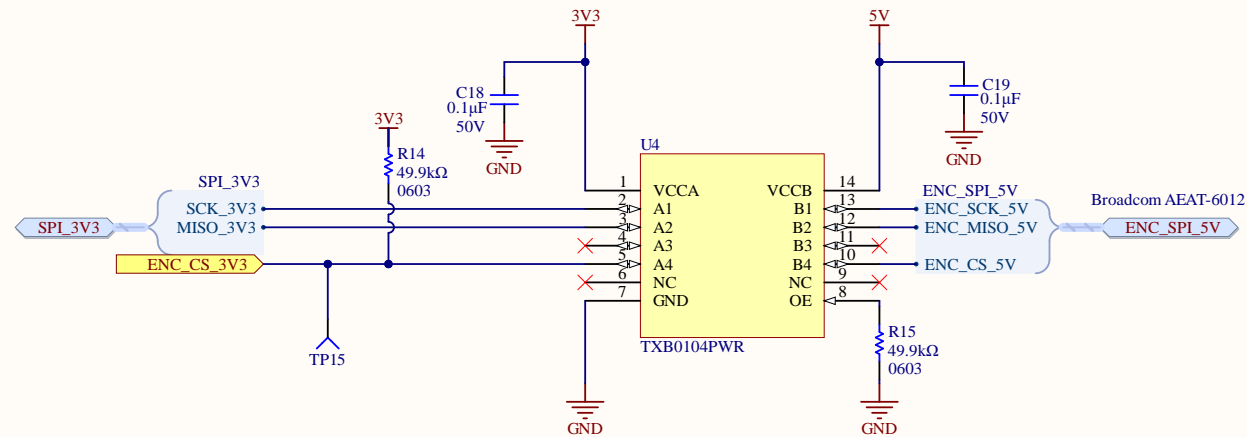 3V3
5V
C18
0.1µF
50V
GND
C19
0.1µF
50V
GND
3V3
R14
49.9kΩ
0603
U4
SPI_3V3
SPI_3V3
SCK_3V3
MISO_3V3
ENC_CS_3V3
TP15
1 VCCA VCCB 14
2 A1 B1 13
3 A2 B2 12
4 A3 B3 11
5 A4 B4 10
6 NC NC 9
7 GND OE 8
TXB0104PWR
ENC_SPI_5V
ENC_SCK_5V
ENC_MISO_5V
ENC_CS_5V
Broadcom AEAT-6012
ENC_SPI_5V
R15
49.9kΩ
0603
GND
GND